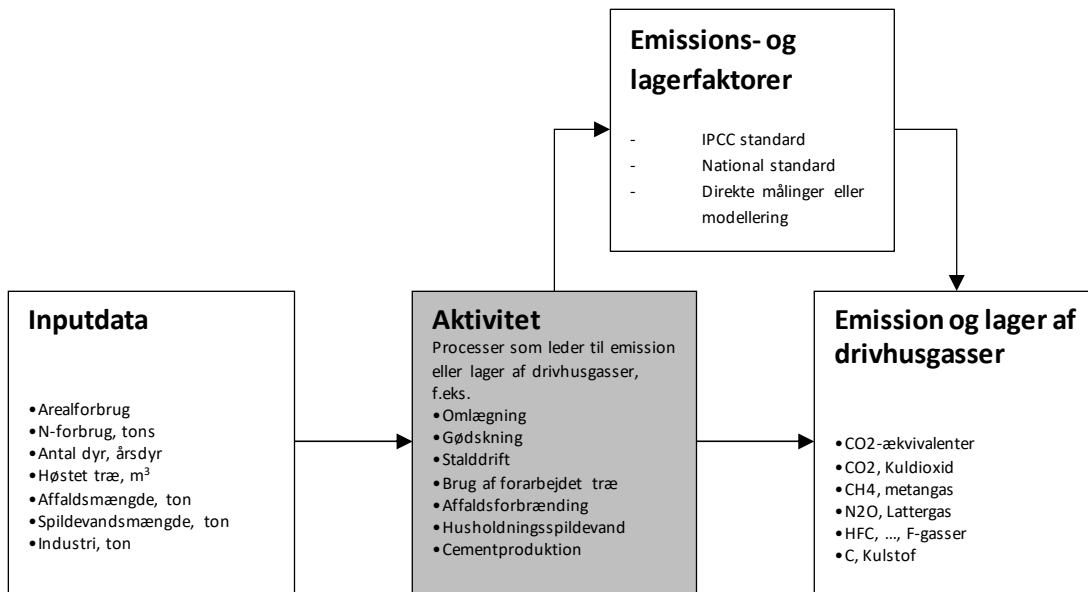 Emissions- og
lagerfaktorer
- IPCC standard
- National standard
- Direkte målinger eller
modellering
Inputdata
•Arealforbrug
•N-forbrug, tons
•Antal dyr, årsdyr
•Høstet træ, m³
•Affaldsmængde, ton
•Spildevandsmængde, ton
•Industri, ton
Aktivitet
Processer som leder til emission
eller lager af drivhusgasser,
f.eks.
•Omlægning
•Gødskning
•Stalddrift
•Brug af forarbejdet træ
•Affaldsforbrænding
•Husholdningsspildevand
•Cementproduktion
Emission og lager af
drivhusgasser
•CO2-ækvivalenter
•CO2, Kuldioxid
•CH4, metangas
•N2O, Lattergas
•HFC, …, F-gasser
•C, Kulstof